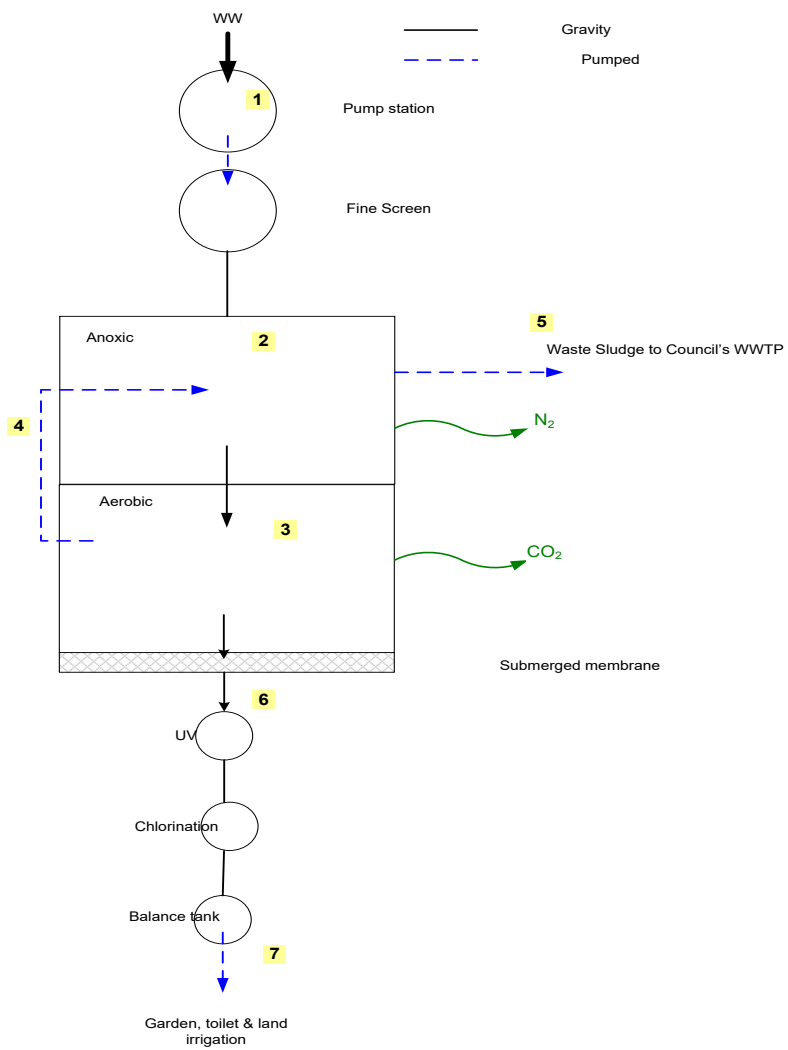 WW
Gravity
Pumped
1
Pump station
Fine Screen
Anoxic
2
5
Waste Sludge to Council's WWTP
4
N₂
Aerobic
3
CO₂
Submerged membrane
6
UV
Chlorination
Balance tank
7
Garden, toilet & land
irrigation